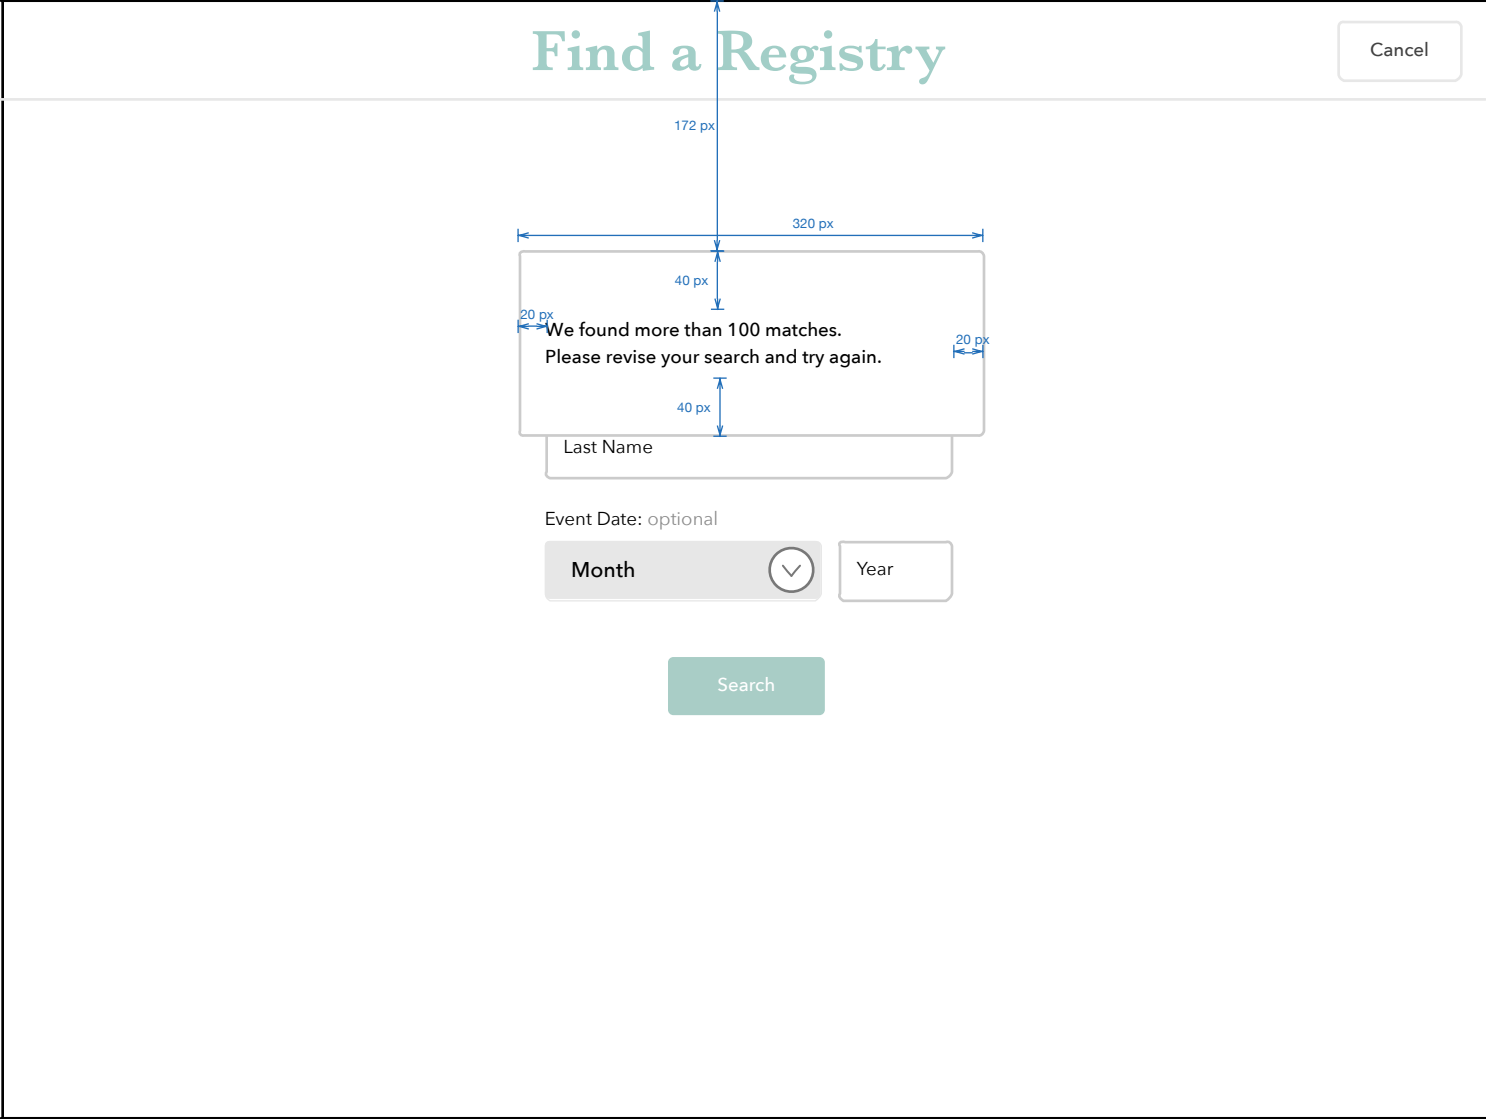 Find a Registry
Cancel
172 px
320 px
40 px
20 px
We found more than 100 matches.
20 px
Please revise your search and try again.
40 px
Last Name
Event Date: optional
Month
Year
Search